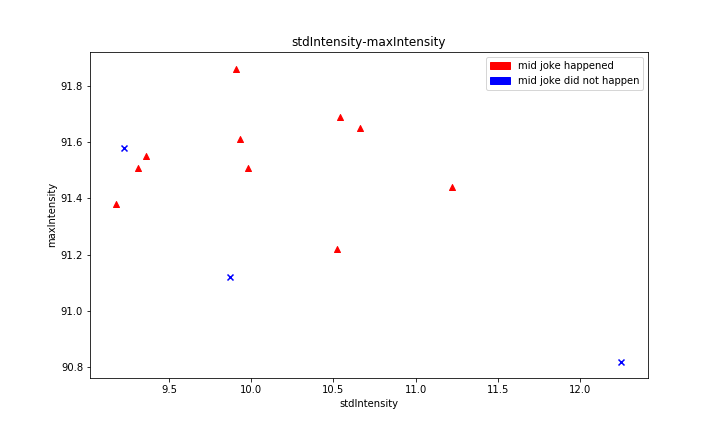 stdIntensity-maxIntensity
mid joke happened
mid joke did not happen
maxIntensity
91.8
91.6
91.4
91.2
91.0
90.8
9.5 10.0 10.5 11.0 11.5 12.0
stdIntensity